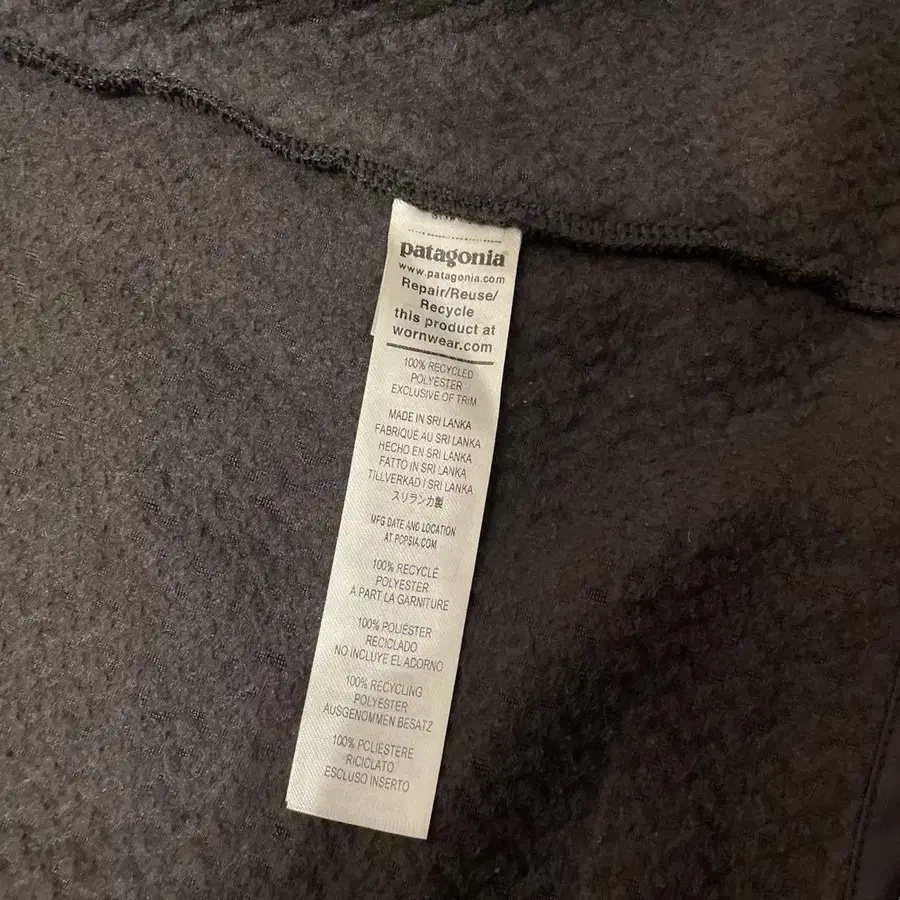 patagonia
www.patagonia.com
Repair/Reuse/
Recycle
this product at
wornwear.com
100% RECYCLED
POLYESTER
EXCLUSIVE OF TRIM
MADE IN SRI LANKA
FABRIQUÉ AU SRI LANKA
HECHO EN SRI LANKA
FATTO IN SRI LANKA
TILLVERKAD I SRI LANKA
スリランカ製
MFG DATE AND LOCATION
AT PCPSIA.COM
100% RECYCLÉ
POLYESTER
A PART LA GARNITURE
100% POLIÉSTER
RECICLADO
NO INCLUYE EL ADORNO
100% RECYCLING
POLYESTER
AUSGENOMMEN BESATZ
100% POLIESTERE
RICICLATO
ESCLUSO INSERTO